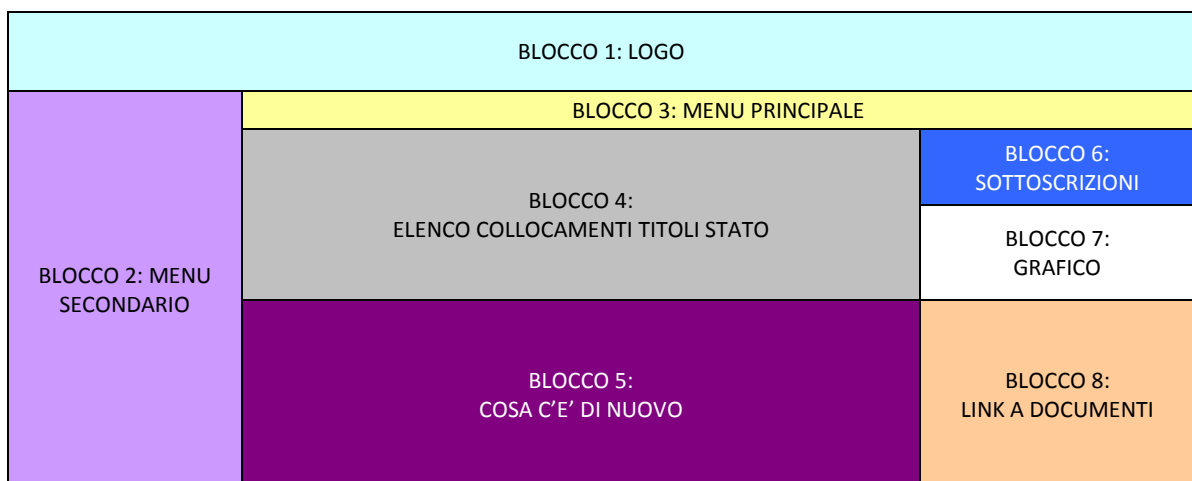 BLOCCO 1: LOGO
BLOCCO 2: MENU
SECONDARIO
BLOCCO 3: MENU PRINCIPALE
BLOCCO 4:
ELENCO COLLOCAMENTI TITOLI STATO
BLOCCO 5:
COSA C’E’ DI NUOVO
BLOCCO 6:
SOTTOSCRIZIONI
BLOCCO 7:
GRAFICO
BLOCCO 8:
LINK A DOCUMENTI